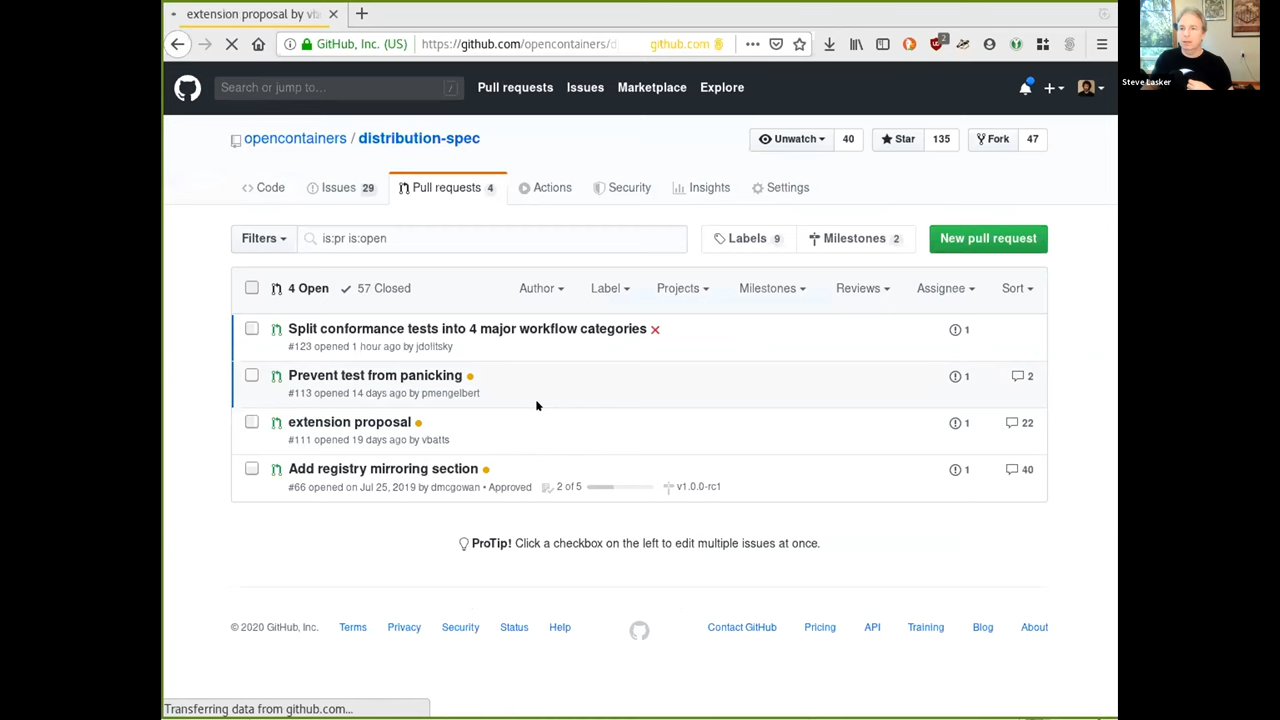 extension proposal by vb
GitHub, Inc. (US)
https://github.com/opencontainers/d
github.com
2
Steve Lasker
Search or jump to...
/
Pull requests
Issues
Marketplace
Explore
opencontainers / distribution-spec
Unwatch
40
Star
135
Fork
47
Code
Issues 29
Pull requests 4
Actions
Security
Insights
Settings
Filters
is:pr is:open
Labels 9
Milestones 2
New pull request
4 Open
57 Closed
Author
Label
Projects
Milestones
Reviews
Assignee
Sort
Split conformance tests into 4 major workflow categories
1
#123 opened 1 hour ago by jdolitsky
Prevent test from panicking
1
2
#113 opened 14 days ago by pmengelbert
extension proposal
1
22
#111 opened 19 days ago by vbatts
Add registry mirroring section
1
40
#66 opened on Jul 25, 2019 by dmcgowan • Approved
2 of 5
v1.0.0-rc1
ProTip! Click a checkbox on the left to edit multiple issues at once.
© 2020 GitHub, Inc.
Terms
Privacy
Security
Status
Help
Contact GitHub
Pricing
API
Training
Blog
About
Transferring data from github.com...